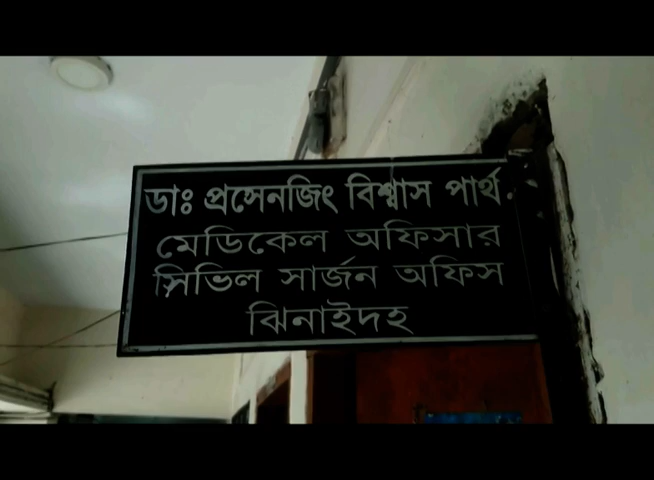 ডাঃ প্রসেনজিৎ বিশ্বাস পার্থ
মেডিকেল অফিসার
সিভিল সার্জন অফিস
ঝিনাইদহ